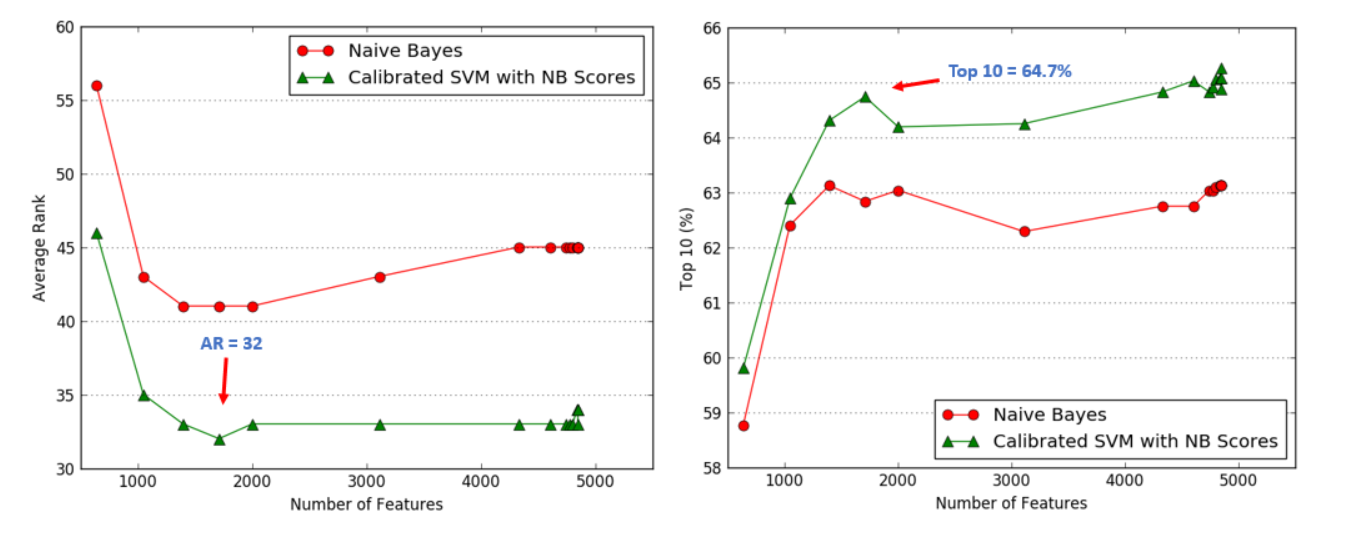 60
55
50
45
40
35
30
Average Rank
Naive Bayes
Calibrated SVM with NB Scores
AR = 32
1000 2000 3000 4000 5000
Number of Features
66
65
64
63
62
61
60
59
58
Top 10 (%)
Top 10 = 64.7%
Naive Bayes
Calibrated SVM with NB Scores
1000 2000 3000 4000 5000
Number of Features